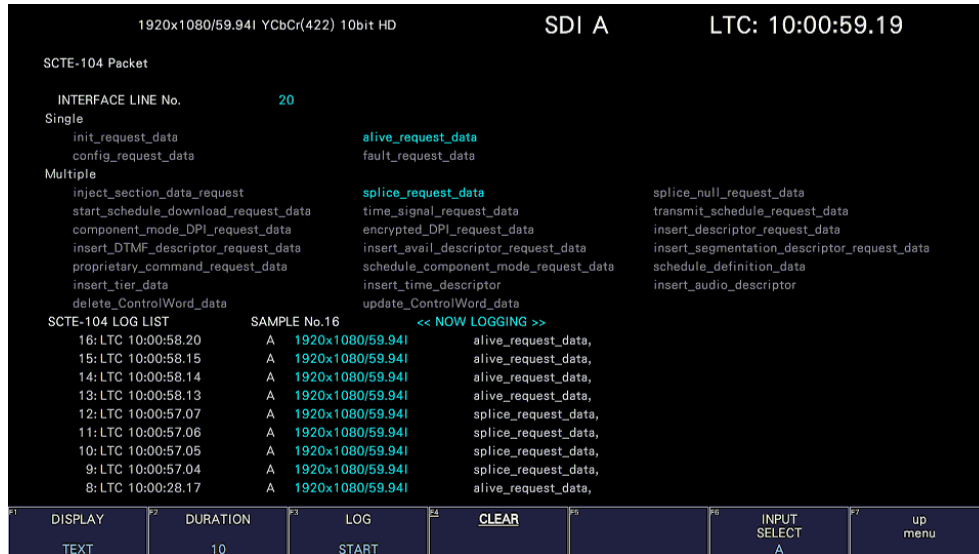 1920x1080/59.94I YCbCr(422) 10bit HD SDI A LTC: 10:00:59.19
SCTE-104 Packet
INTERFACE LINE No. 20
Single
init_request_data alive_request_data
config_request_data fault_request_data
Multiple
inject_section_data_request splice_request_data splice_null_request_data
start_schedule_download_request_data time_signal_request_data transmit_schedule_request_data
component_mode_DPI_request_data encrypted_DPI_request_data insert_descriptor_request_data
insert_DTMF_descriptor_request_data insert_avail_descriptor_request_data insert_segmentation_descriptor_request_data
proprietary_command_request_data schedule_component_mode_request_data schedule_definition_data
insert_tier_data insert_time_descriptor insert_audio_descriptor
delete_ControlWord_data update_ControlWord_data
SCTE-104 LOG LIST SAMPLE No.16 << NOW LOGGING >>
16: LTC 10:00:58.20 A 1920x1080/59.94I alive_request_data,
15: LTC 10:00:58.15 A 1920x1080/59.94I alive_request_data,
14: LTC 10:00:58.14 A 1920x1080/59.94I alive_request_data,
13: LTC 10:00:58.13 A 1920x1080/59.94I alive_request_data,
12: LTC 10:00:57.07 A 1920x1080/59.94I splice_request_data,
11: LTC 10:00:57.06 A 1920x1080/59.94I splice_request_data,
10: LTC 10:00:57.05 A 1920x1080/59.94I splice_request_data,
9: LTC 10:00:57.04 A 1920x1080/59.94I splice_request_data,
8: LTC 10:00:28.17 A 1920x1080/59.94I alive_request_data,
F1 DISPLAY F2 DURATION F3 LOG F4 CLEAR F5 F6 INPUT SELECT F7 up menu
TEXT 10 START A